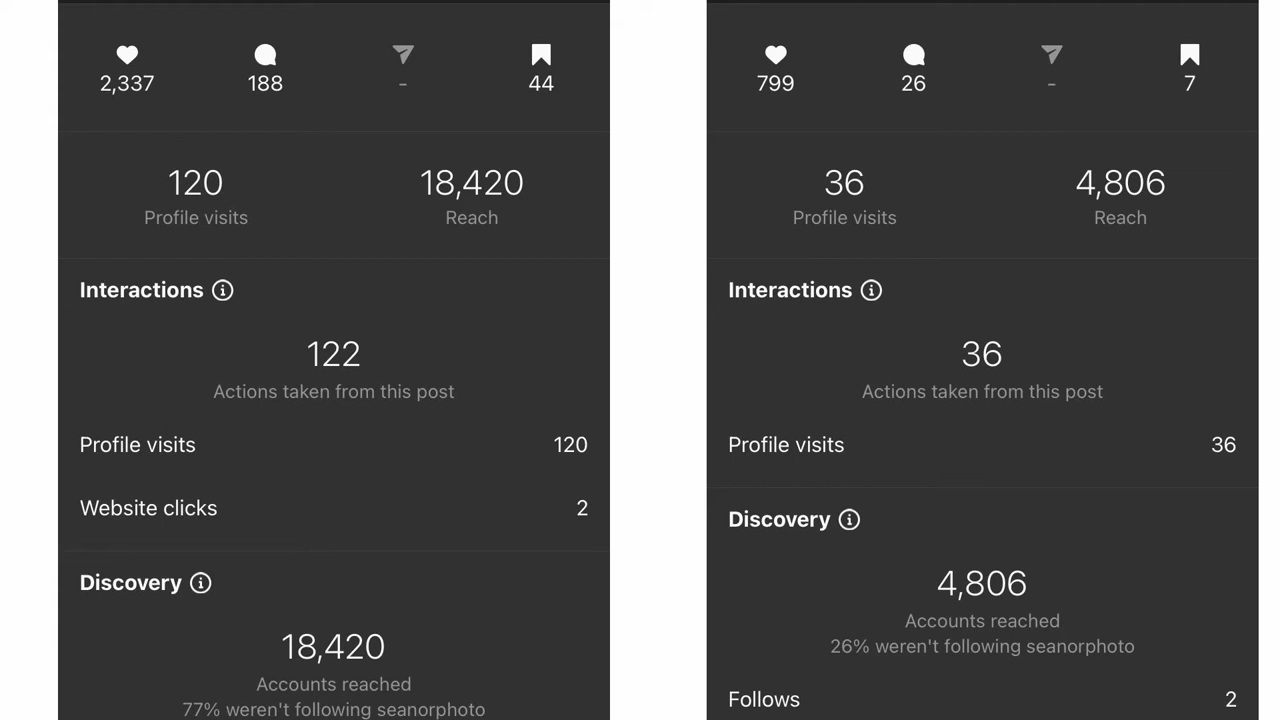 2,337 188 - 44
120 18,420
Profile visits Reach
Interactions
122
Actions taken from this post
Profile visits 120
Website clicks 2
Discovery
18,420
Accounts reached
77% weren't following seanorphoto
799 26 - 7
36 4,806
Profile visits Reach
Interactions
36
Actions taken from this post
Profile visits 36
Discovery
4,806
Accounts reached
26% weren't following seanorphoto
Follows 2